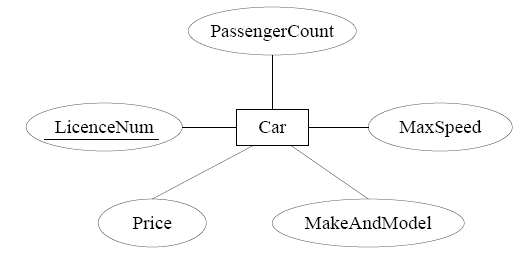 PassengerCount
LicenceNum
Car
MaxSpeed
Price
MakeAndModel